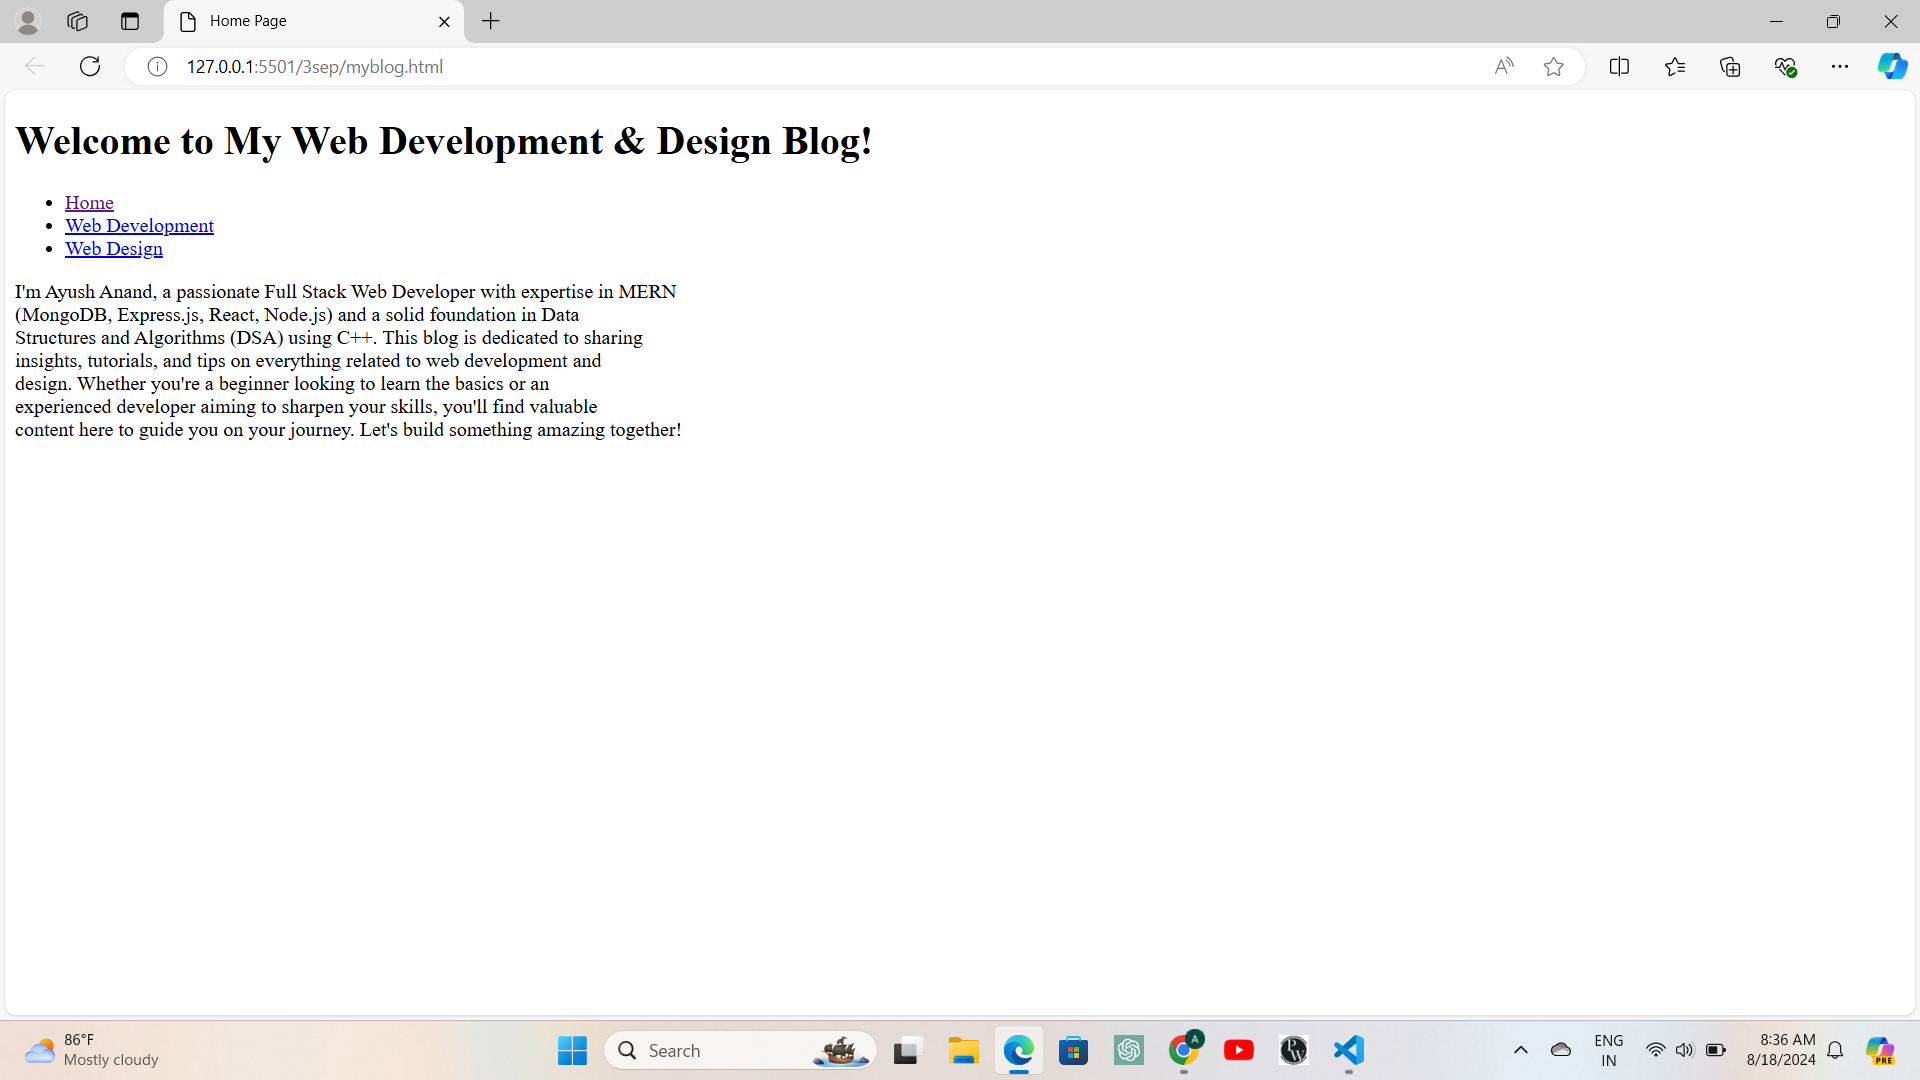 Home Page
127.0.0.1:5501/3sep/myblog.html
Welcome to My Web Development & Design Blog!
Home
Web Development
Web Design
I'm Ayush Anand, a passionate Full Stack Web Developer with expertise in MERN
(MongoDB, Express.js, React, Node.js) and a solid foundation in Data
Structures and Algorithms (DSA) using C++. This blog is dedicated to sharing
insights, tutorials, and tips on everything related to web development and
design. Whether you're a beginner looking to learn the basics or an
experienced developer aiming to sharpen your skills, you'll find valuable
content here to guide you on your journey. Let's build something amazing together!
86°F
Mostly cloudy
Search
A
PW
ENG
IN
8:36 AM
8/18/2024
PRE